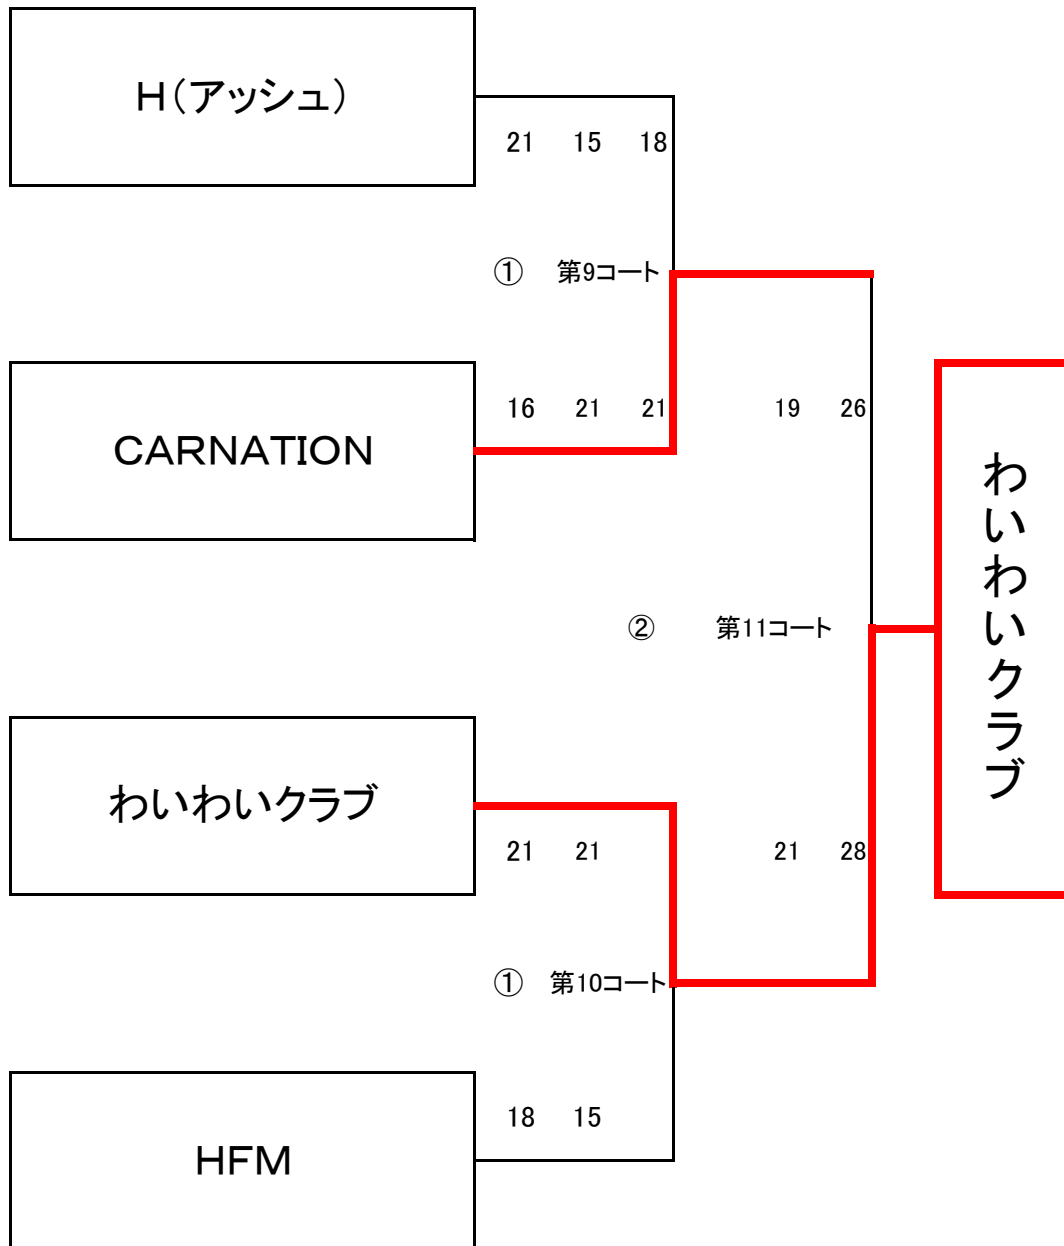 H(アッシュ)
21 15 18
① 第9コート
16 21 21
CARNATION
19 26
② 第11コート
わいわいクラブ
わいわいクラブ
21 21
21 28
① 第10コート
18 15
HFM